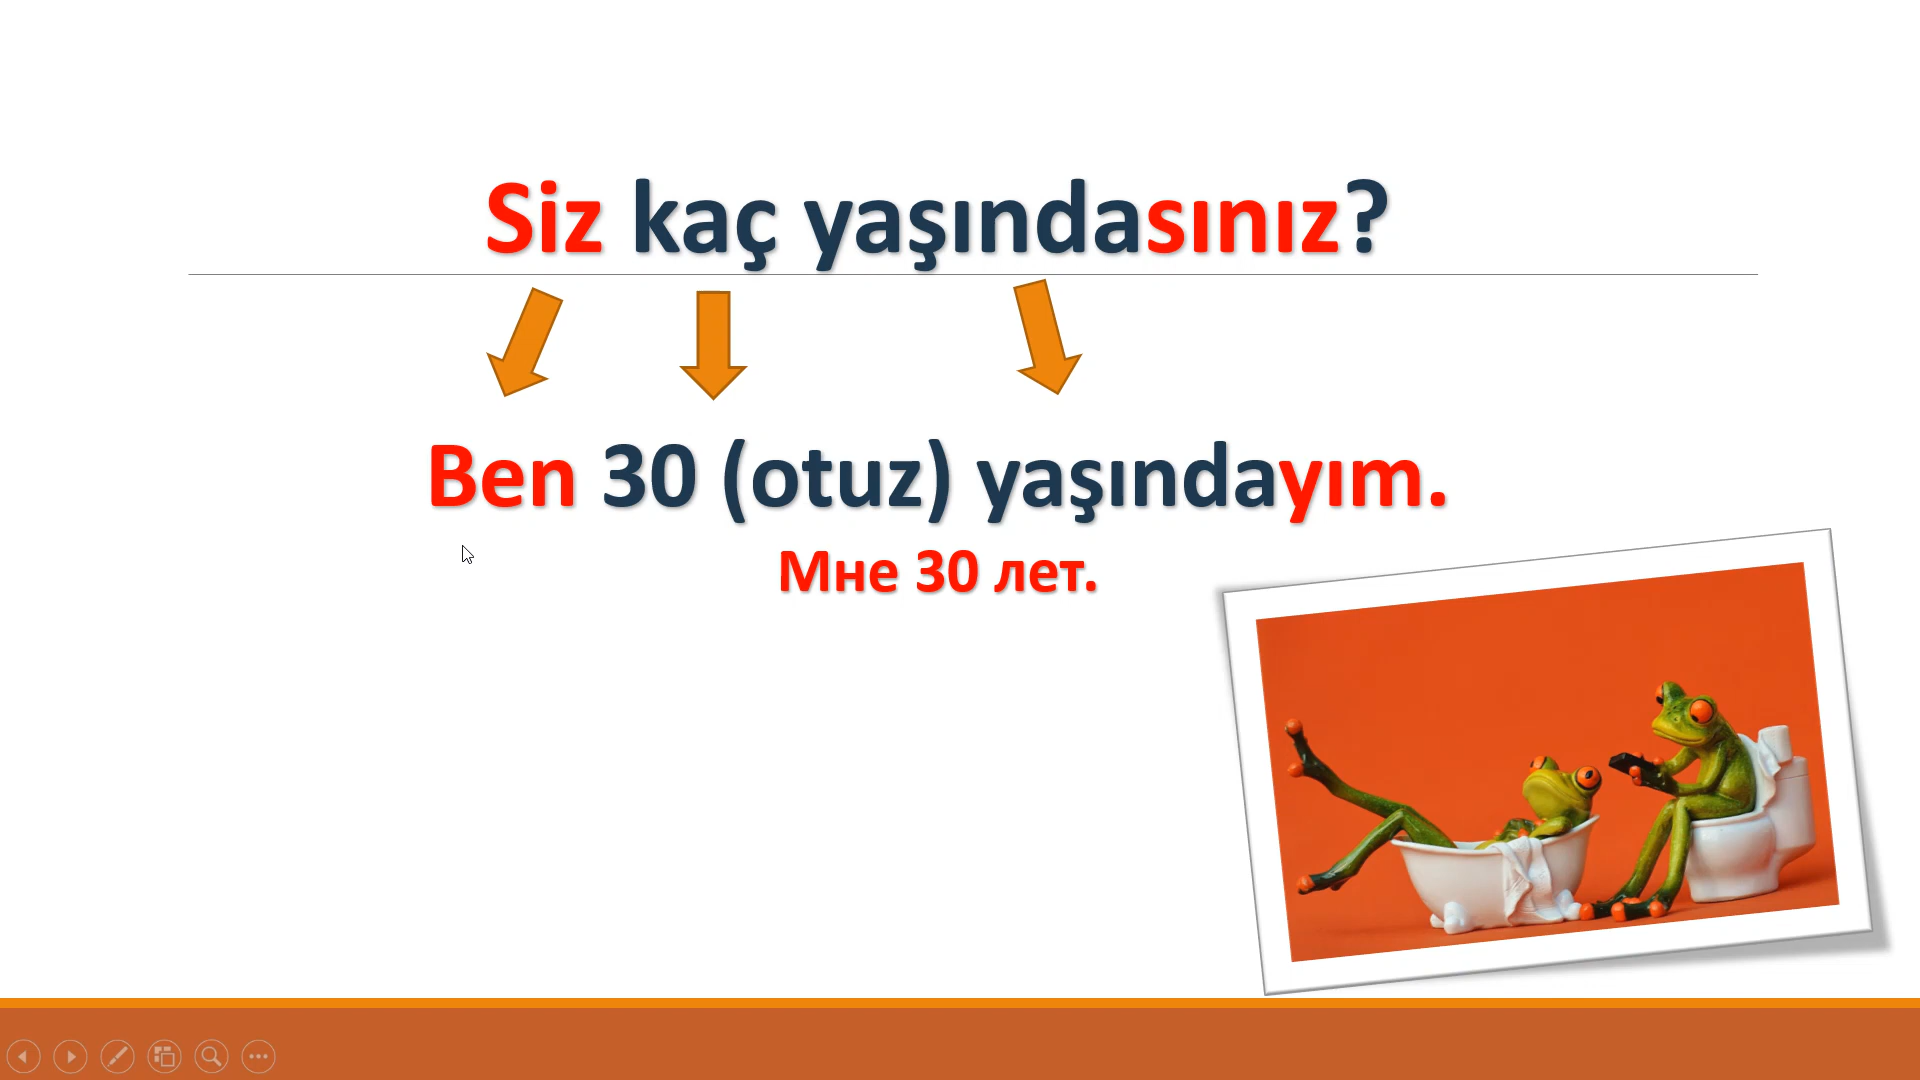 Siz kaç yaşındasınız?
Ben 30 (otuz) yaşındayım.
Мне 30 лет.